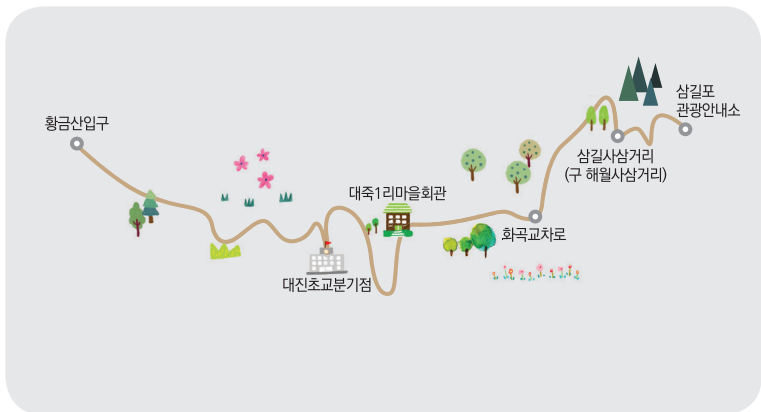 황금산입구
대진초교분기점
대죽1리마을회관
화곡교차로
삼길사삼거리
(구 해월사삼거리)
삼길포
관광안내소